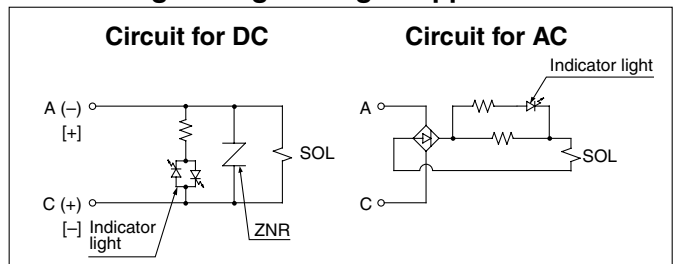 Circuit for DC
A (–)
[+]
SOL
C (+)
[–]
Indicator
light
ZNR
Circuit for AC
Indicator light
A
SOL
C